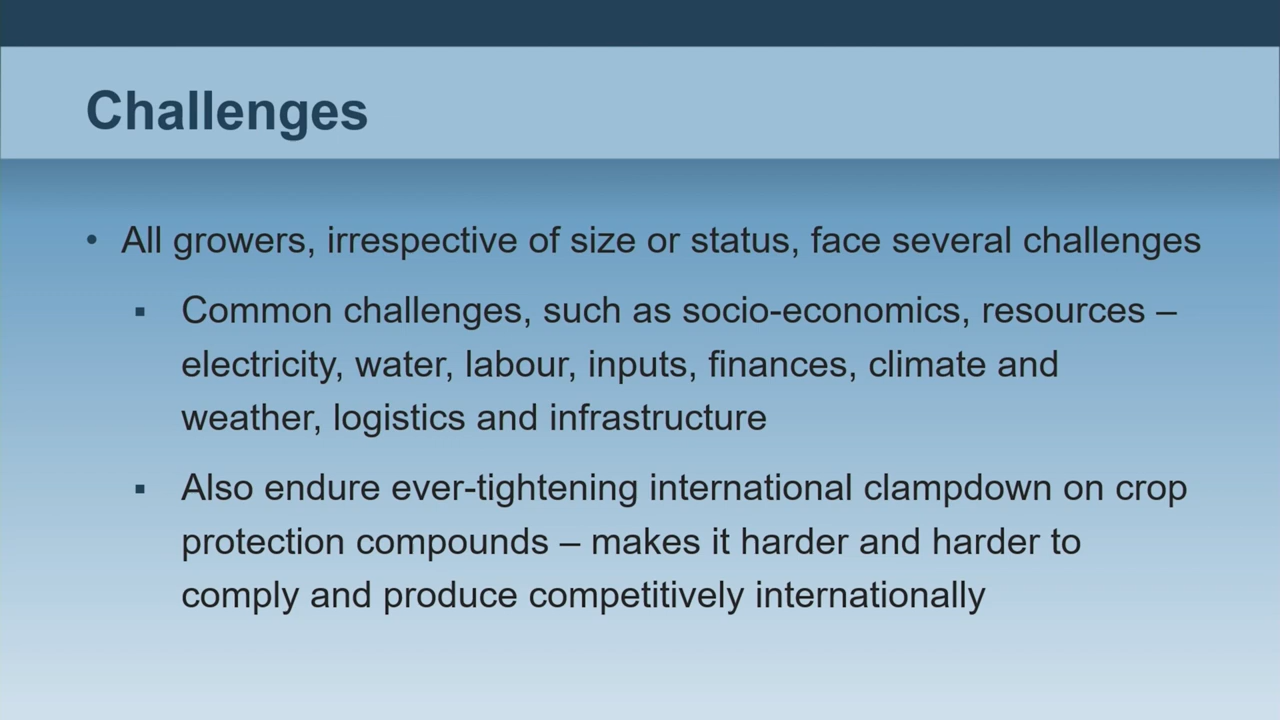 Challenges
• All growers, irrespective of size or status, face several challenges
▪ Common challenges, such as socio-economics, resources –
electricity, water, labour, inputs, finances, climate and
weather, logistics and infrastructure
▪ Also endure ever-tightening international clampdown on crop
protection compounds – makes it harder and harder to
comply and produce competitively internationally